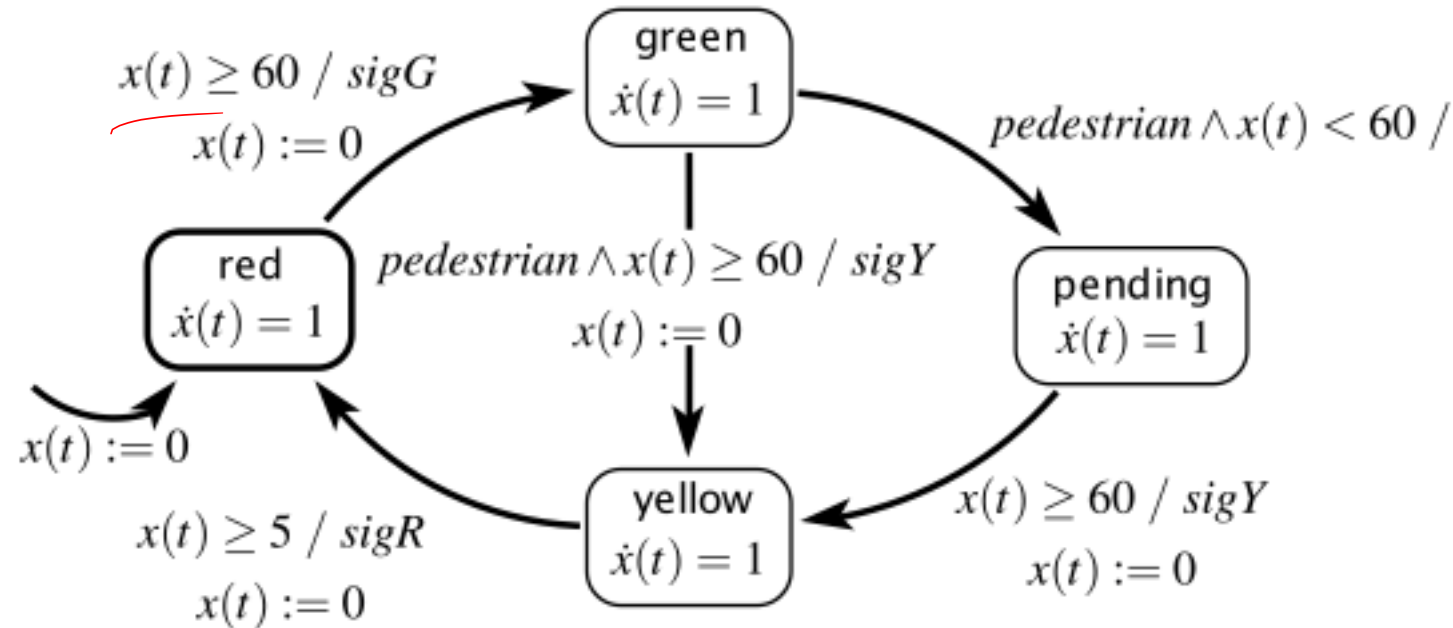 green
ẋ(t) = 1
x(t) ≥ 60 / sigG
x(t) := 0
pedestrian ∧ x(t) < 60 /
red
ẋ(t) = 1
pedestrian ∧ x(t) ≥ 60 / sigY
x(t) := 0
pending
ẋ(t) = 1
x(t) := 0
yellow
ẋ(t) = 1
x(t) ≥ 5 / sigR
x(t) := 0
x(t) ≥ 60 / sigY
x(t) := 0